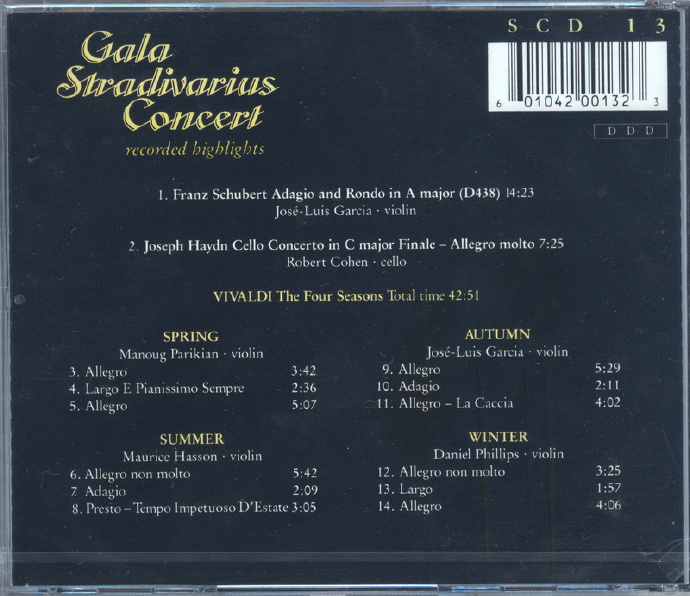 SCD 13
Gala
Stradivarius
Concert
recorded highlights
6 01042 00132 3
DDD
1. Franz Schubert Adagio and Rondo in A major (D438) 14:23
José-Luis Garcia · violin
2. Joseph Haydn Cello Concerto in C major Finale – Allegro molto 7:25
Robert Cohen · cello
VIVALDI The Four Seasons Total time 42:51
SPRING
Manoug Parikian · violin
3. Allegro 3:42
4. Largo E Pianissimo Sempre 2:36
5. Allegro 5:07
SUMMER
Maurice Hasson · violin
6. Allegro non molto 5:42
7 Adagio 2:09
8. Presto – Tempo Impetuoso D'Estate 3:05
AUTUMN
José-Luis Garcia · violin
9. Allegro 5:29
10. Adagio 2:11
11. Allegro – La Caccia 4:02
WINTER
Daniel Phillips · violin
12. Allegro non molto 3:25
13. Largo 1:57
14. Allegro 4:06